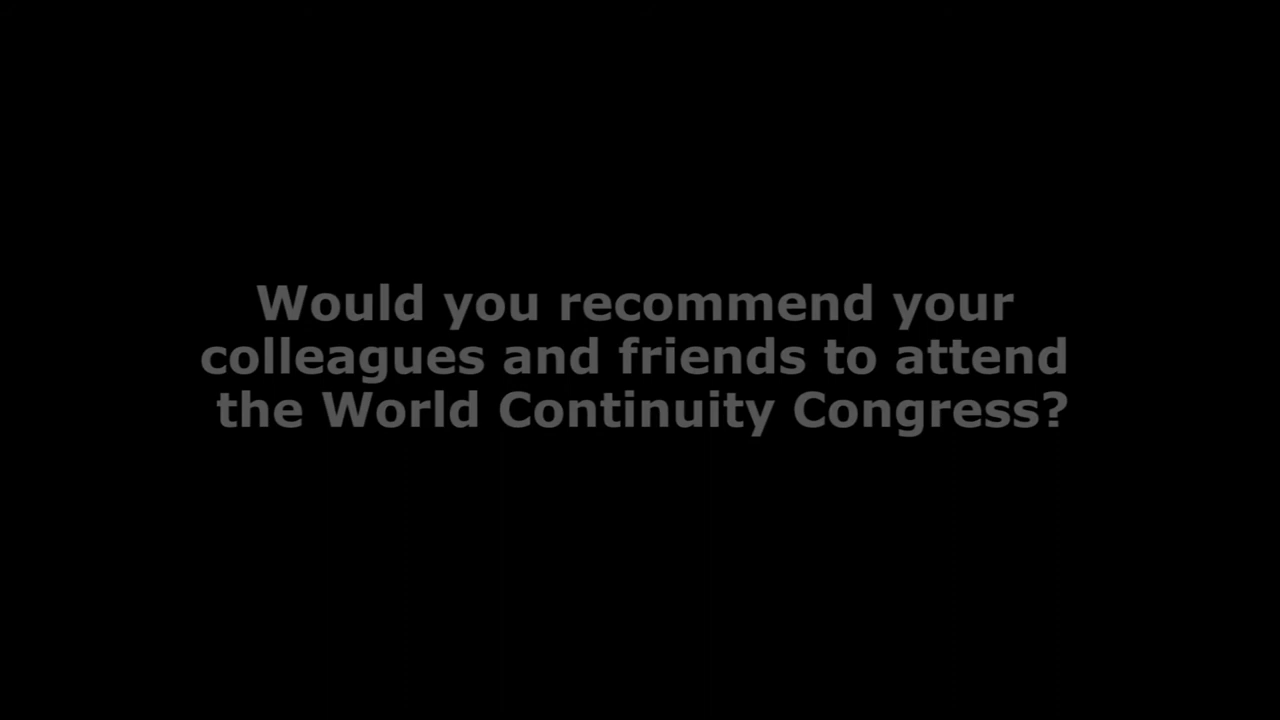 Would you recommend your
colleagues and friends to attend
the World Continuity Congress?